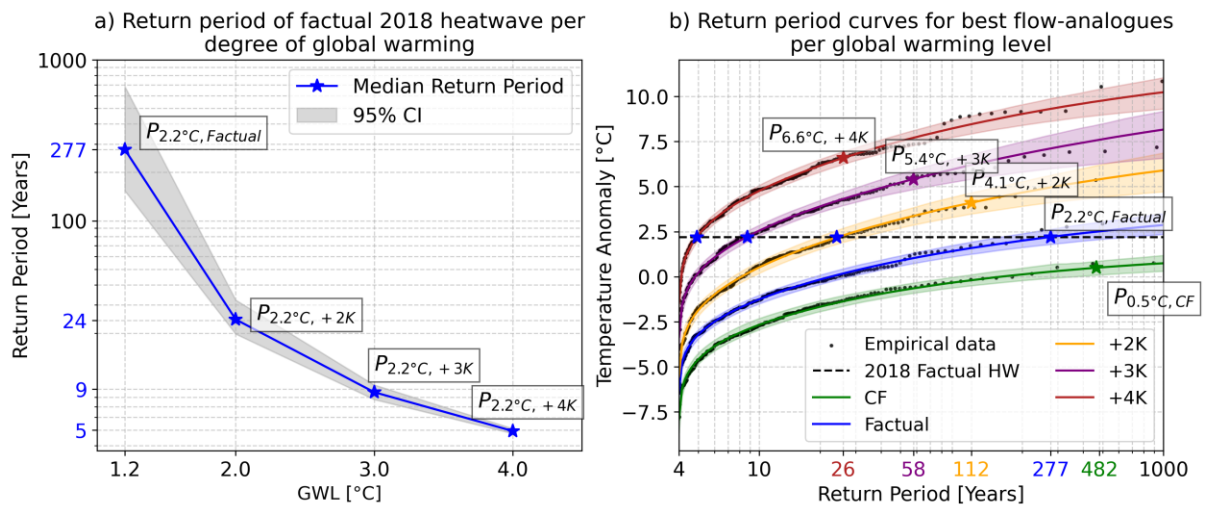 a) Return period of factual 2018 heatwave per
degree of global warming
1000
277
100
24
9
5
Return Period [Years]
Median Return Period
95% CI
P2.2°C, Factual
P2.2°C, +2K
P2.2°C, +3K
P2.2°C, +4K
1.2
2.0
3.0
4.0
GWL [°C]
b) Return period curves for best flow-analogues
per global warming level
10.0
7.5
5.0
2.5
0.0
−2.5
−5.0
−7.5
Temperature Anomaly [°C]
P6.6°C, +4K
P5.4°C, +3K
P4.1°C, +2K
P2.2°C, Factual
P0.5°C, CF
Empirical data
2018 Factual HW
CF
Factual
+2K
+3K
+4K
4
10
26
58
112
277
482
1000
Return Period [Years]